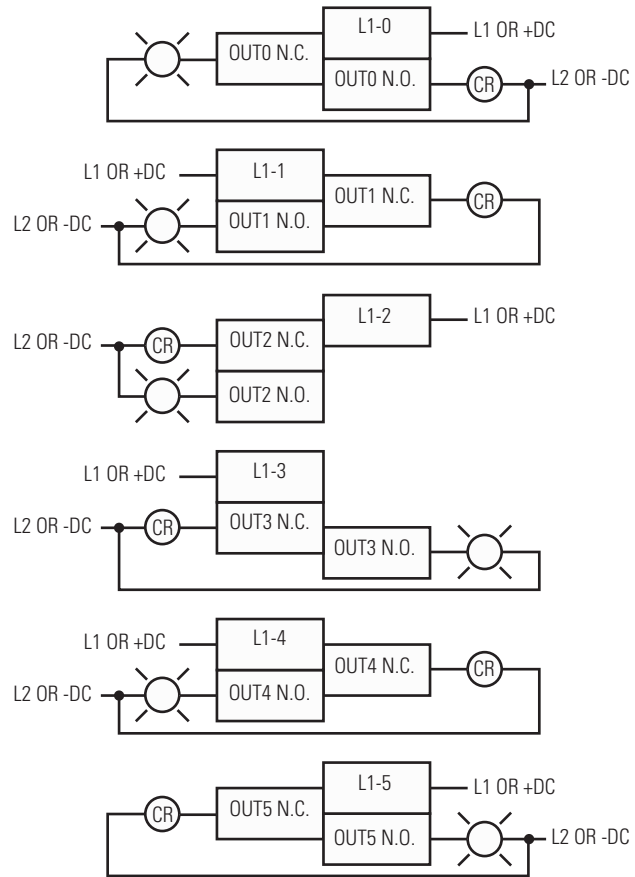 L1-0
L1 OR +DC
OUT0 N.C.
OUT0 N.O.
CR
L2 OR -DC
L1 OR +DC
L1-1
OUT1 N.C.
CR
L2 OR -DC
OUT1 N.O.
L1-2
L1 OR +DC
L2 OR -DC
CR
OUT2 N.C.
OUT2 N.O.
L1 OR +DC
L1-3
L2 OR -DC
CR
OUT3 N.C.
OUT3 N.O.
L1 OR +DC
L1-4
OUT4 N.C.
CR
L2 OR -DC
OUT4 N.O.
L1-5
L1 OR +DC
CR
OUT5 N.C.
OUT5 N.O.
L2 OR -DC